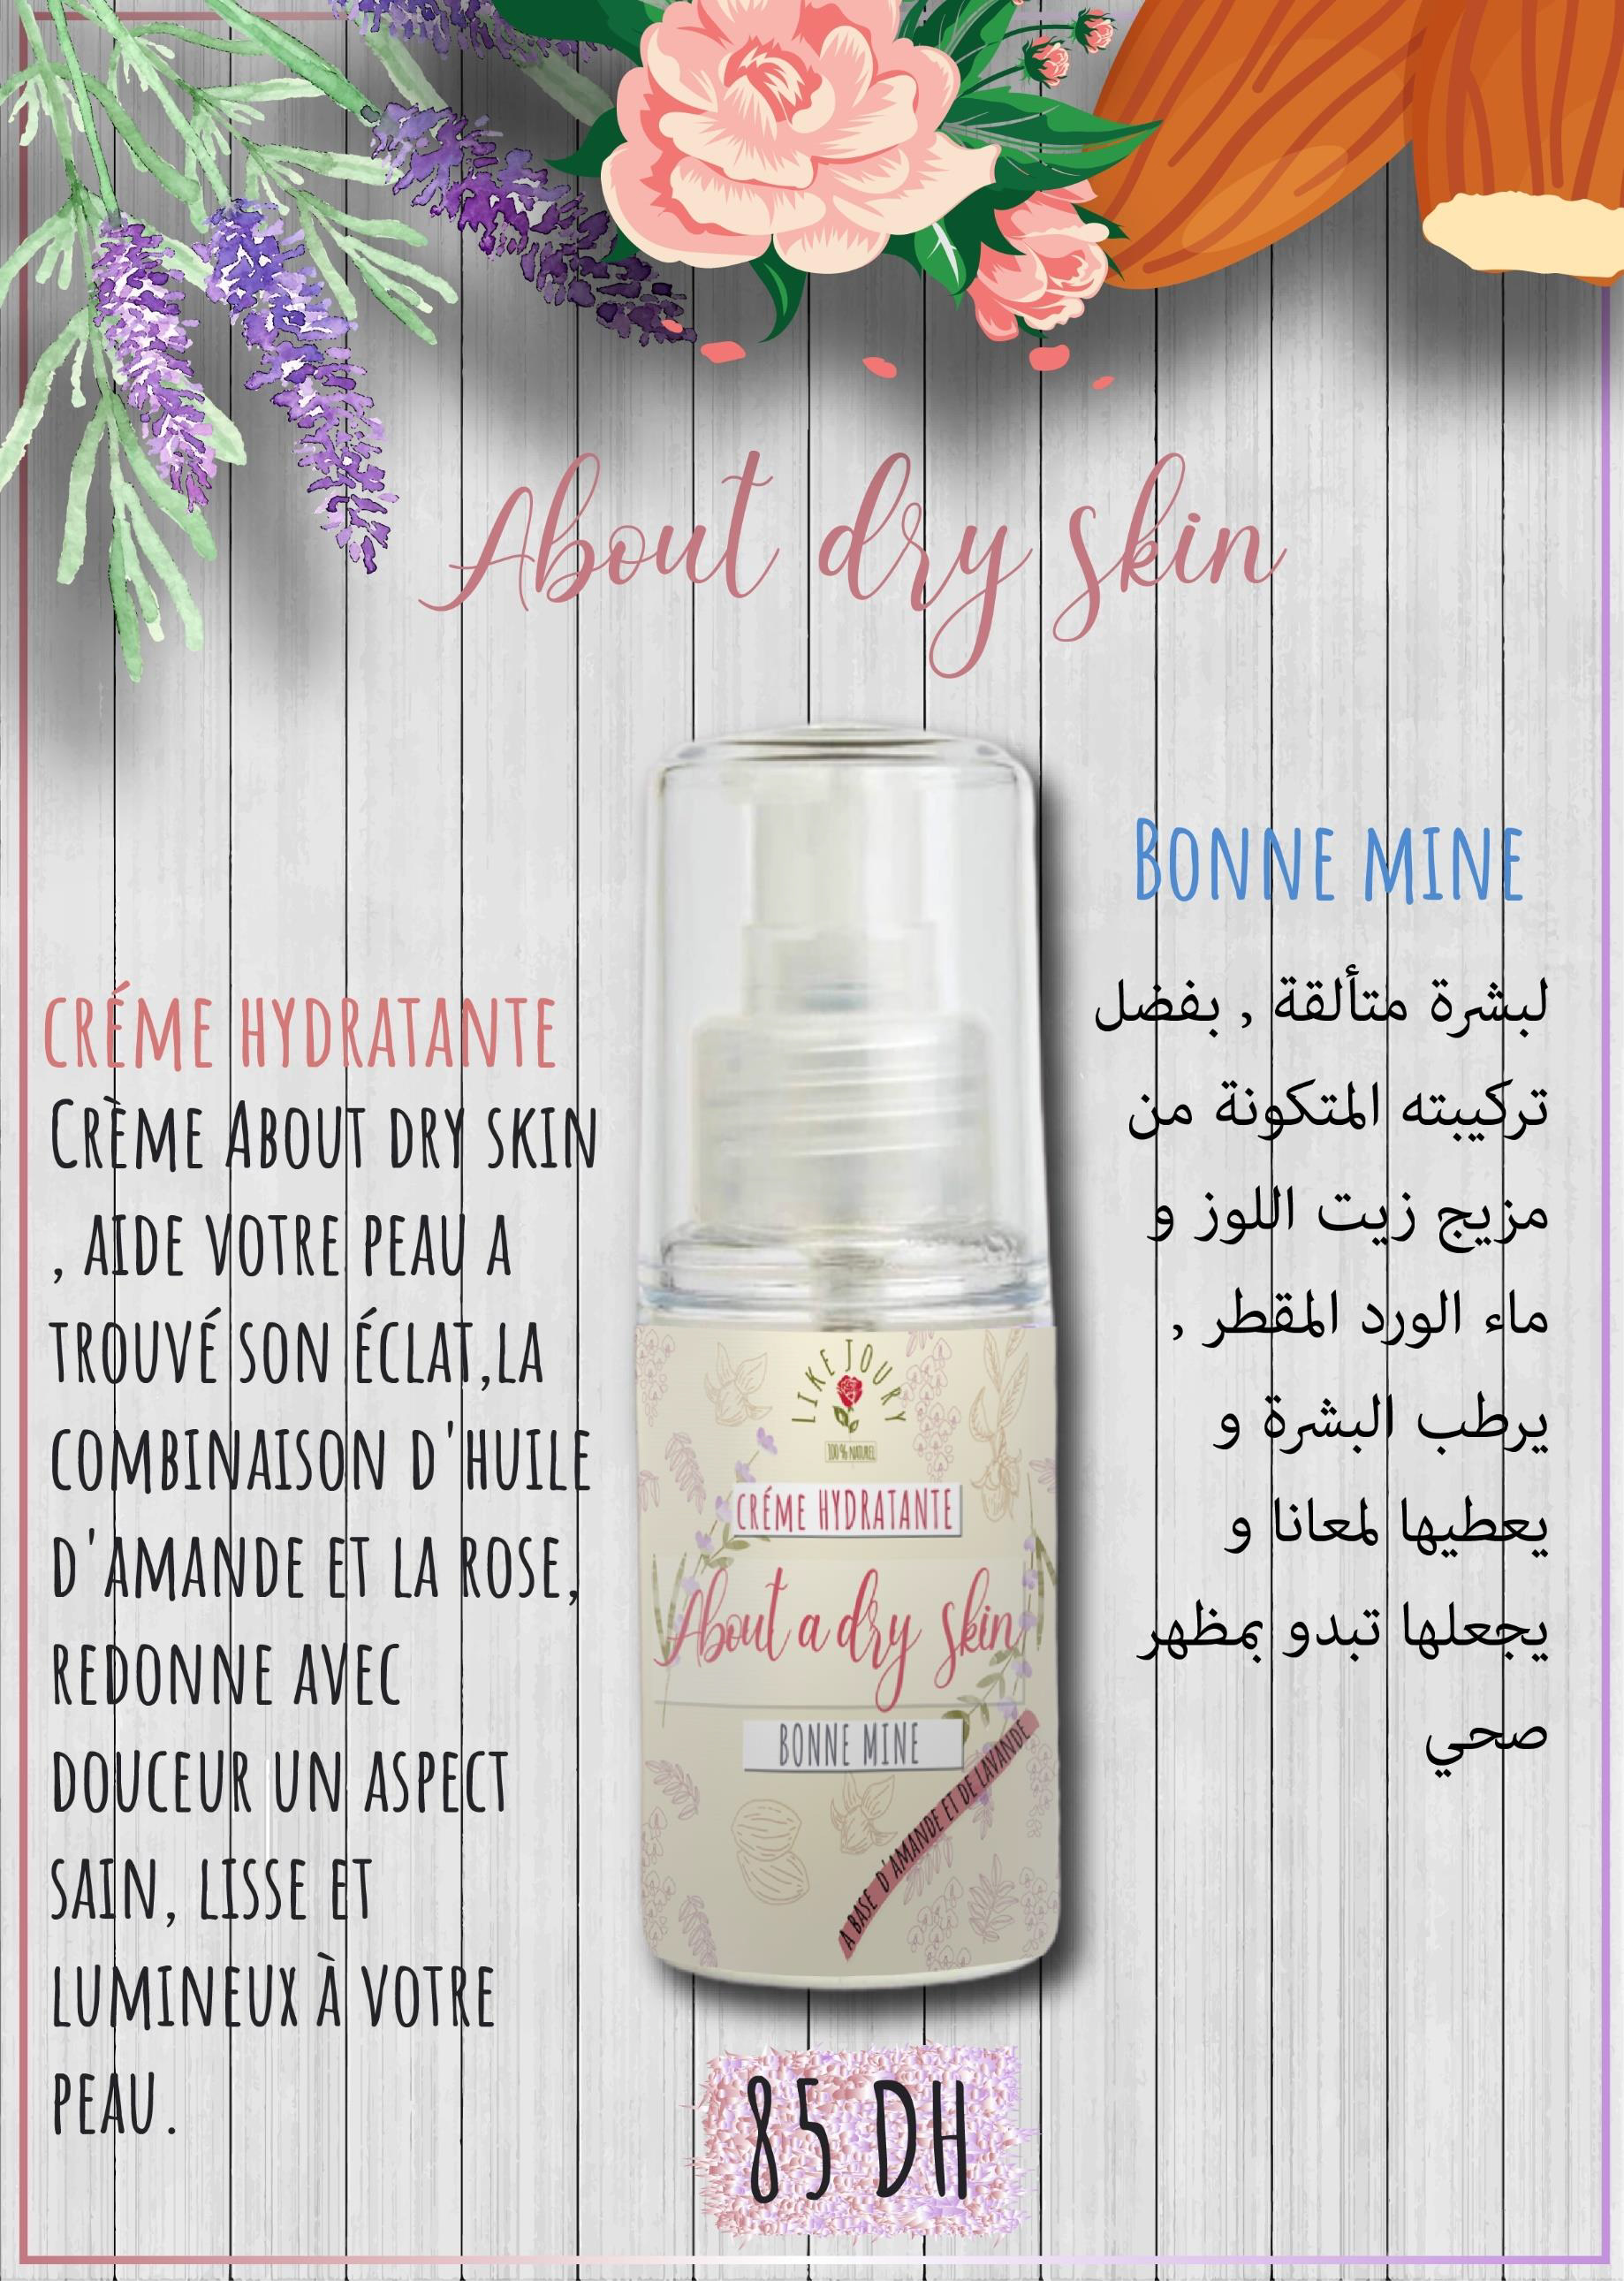 About dry skin
CRÉME HYDRATANTE
CRÈME ABOUT DRY SKIN
, AIDE VOTRE PEAU A
TROUVÉ SON ÉCLAT,LA
COMBINAISON D'HUILE
D'AMANDE ET LA ROSE,
REDONNE AVEC
DOUCEUR UN ASPECT
SAIN, LISSE ET
LUMINEUX À VOTRE
PEAU.
LIKE JOURY
100 % NATUREL
CRÉME HYDRATANTE
About a dry skin
BONNE MINE
A BASE D'AMANDE ET DE LAVANDE
BONNE MINE
لبشرة متألقة , بفضل
تركيبته المتكونة من
مزيج زيت اللوز و
ماء الورد المقطر ,
يرطب البشرة و
يعطيها لمعانا و
يجعلها تبدو بمظهر
صحي
85 DH